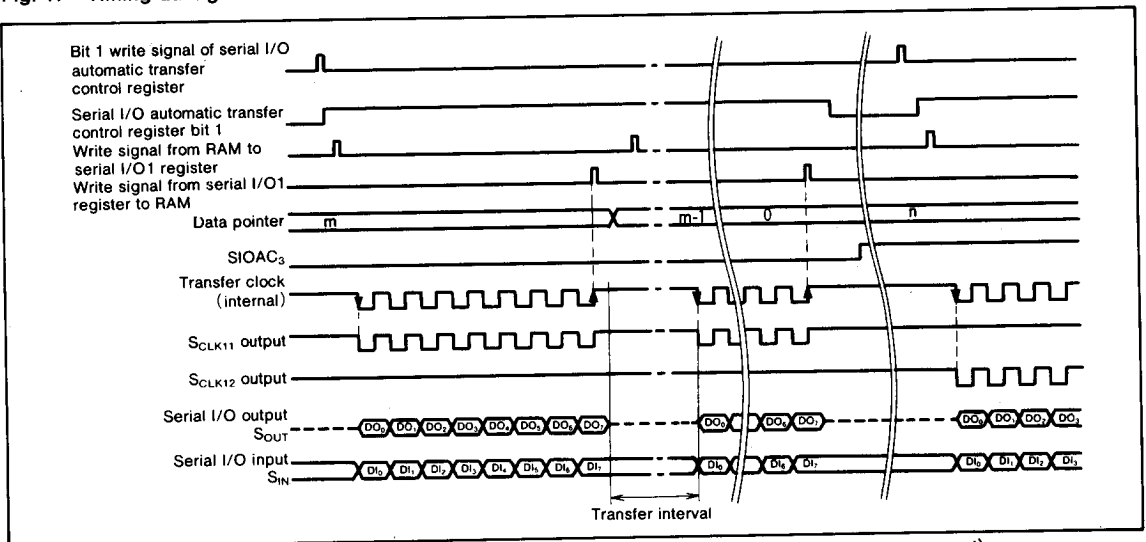 Bit 1 write signal of serial I/O
automatic transfer
control register
Serial I/O automatic transfer
control register bit 1
Write signal from RAM to
serial I/O1 register
Write signal from serial I/O1
register to RAM
Data pointer m m-1 0 n
SIOAC₃
Transfer clock
(internal)
SCLK11 output
SCLK12 output
Serial I/O output
SOUT
DO₀ DO₁ DO₂ DO₃ DO₄ DO₅ DO₆ DO₇ DO₀ DO₆ DO₇ DO₀ DO₁ DO₂ DO₃
Serial I/O input
SIN
DI₀ DI₁ DI₂ DI₃ DI₄ DI₅ DI₆ DI₇ DI₀ DI₆ DI₇ DI₀ DI₁ DI₂ DI₃
Transfer interval